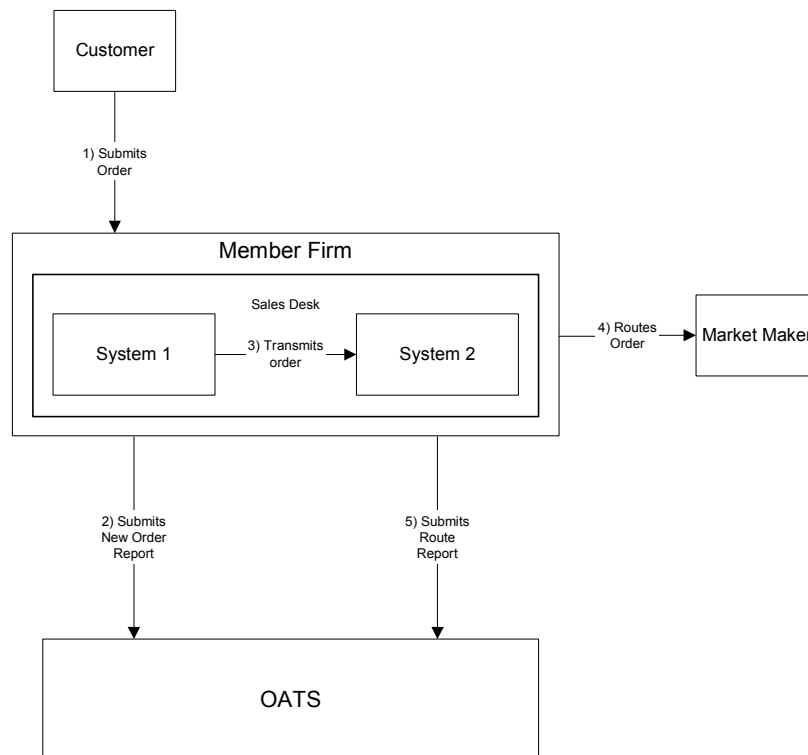 Customer
1) Submits
Order
Member Firm
Sales Desk
System 1
3) Transmits
order
System 2
4) Routes
Order
Market Maker
2) Submits
New Order
Report
5) Submits
Route
Report
OATS